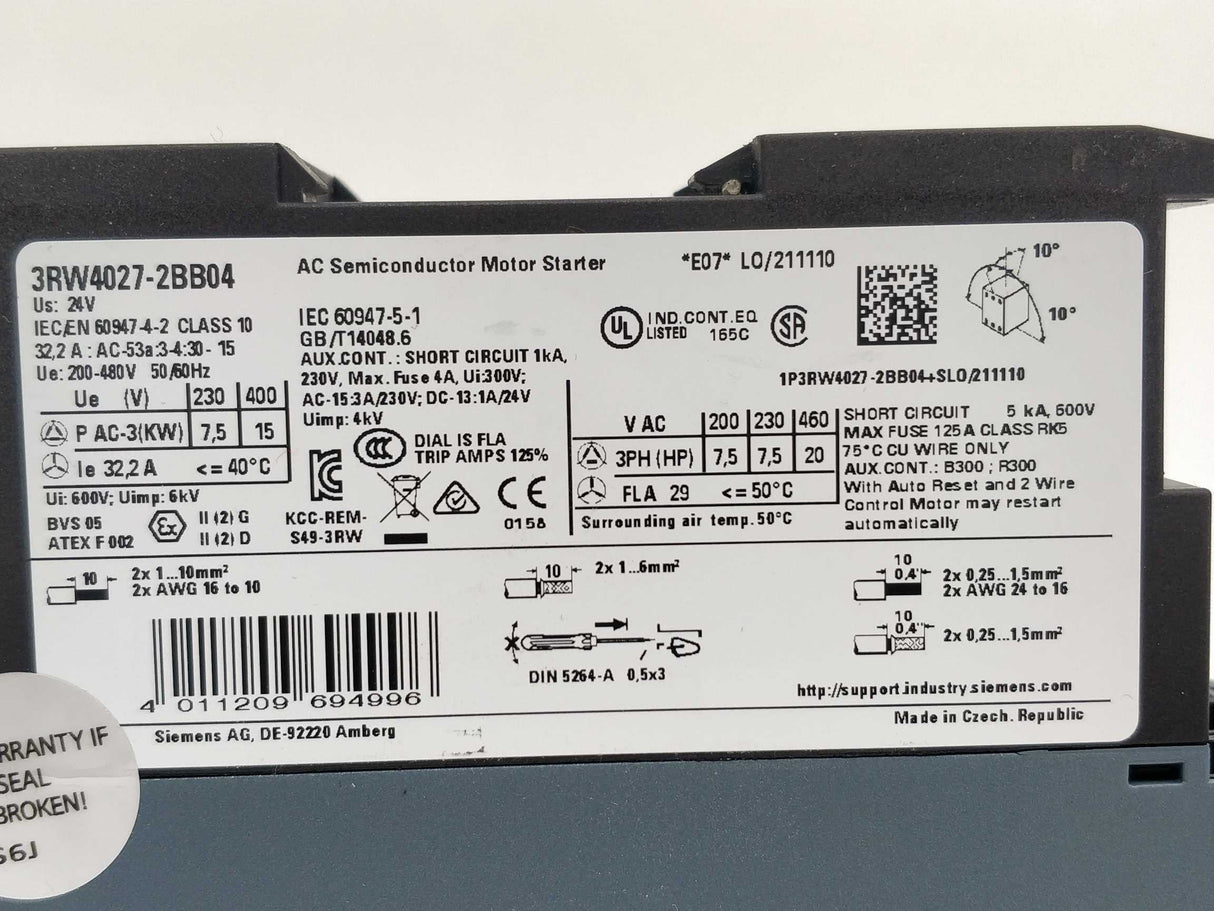 3RW4027-2BB04
AC Semiconductor Motor Starter
*E07* LO/211110
10°
10°
Us: 24V
IEC/EN 60947-4-2 CLASS 10
32,2 A : AC-53a:3-4:30- 15
Ue: 200-480V 50/60Hz
Ue (V) 230 400
P AC-3(KW) 7,5 15
Ie 32,2 A <= 40°C
Ui: 600V; Uimp: 6kV
BVS 05
ATEX F 002
Ex
II (2) G
II (2) D
IEC 60947-5-1
GB/T14048.6
AUX.CONT.: SHORT CIRCUIT 1kA,
230V, Max. Fuse 4A, Ui:300V;
AC-15:3A/230V; DC-13:1A/24V
Uimp: 4kV
CCC
DIAL IS FLA
TRIP AMPS 125%
KCC-REM-
S49-3RW
CE
0158
UL
IND.CONT.EQ
LISTED 165C
SA
1P3RW4027-2BB04+SLO/211110
V AC 200 230 460
3PH (HP) 7,5 7,5 20
FLA 29 <= 50°C
Surrounding air temp. 50°C
SHORT CIRCUIT 5 kA, 600V
MAX FUSE 125A CLASS RK5
75°C CU WIRE ONLY
AUX.CONT.: B300 ; R300
With Auto Reset and 2 Wire
Control Motor may restart
automatically
10
2x 1...10mm²
2x AWG 16 to 10
10
2x 1...6mm²
10
0,4"
2x 0,25...1,5mm²
2x AWG 24 to 16
10
0,4"
2x 0,25...1,5mm²
DIN 5264-A 0,5x3
4 011209 694996
http://support.industry.siemens.com
Siemens AG, DE-92220 Amberg
Made in Czech. Republic
RRANTY IF
SEAL
BROKEN!
S6J